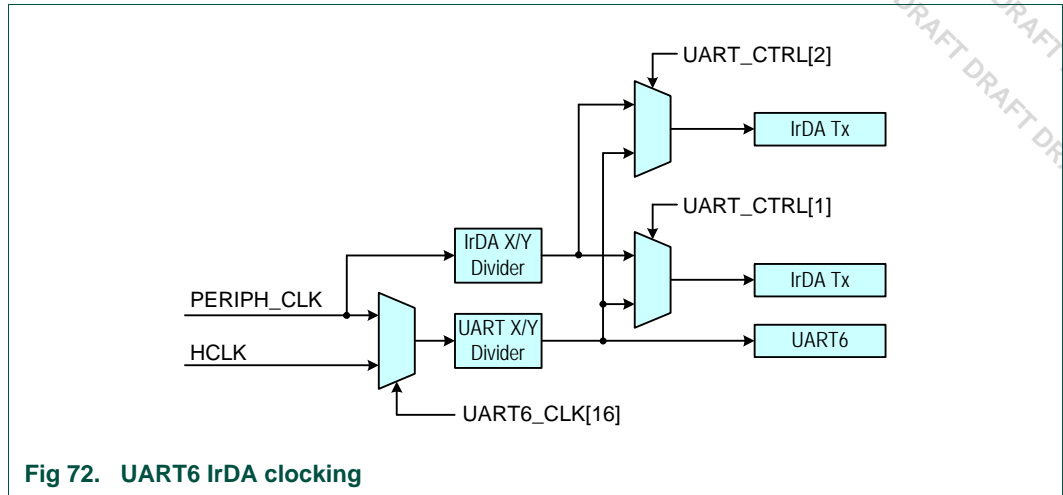 DRAFT DRAFT DR
DRAFT
UART_CTRL[2]
IrDA Tx
UART_CTRL[1]
IrDA X/Y
Divider
IrDA Tx
PERIPH_CLK
UART X/Y
Divider
UART6
HCLK
UART6_CLK[16]
Fig 72. UART6 IrDA clocking